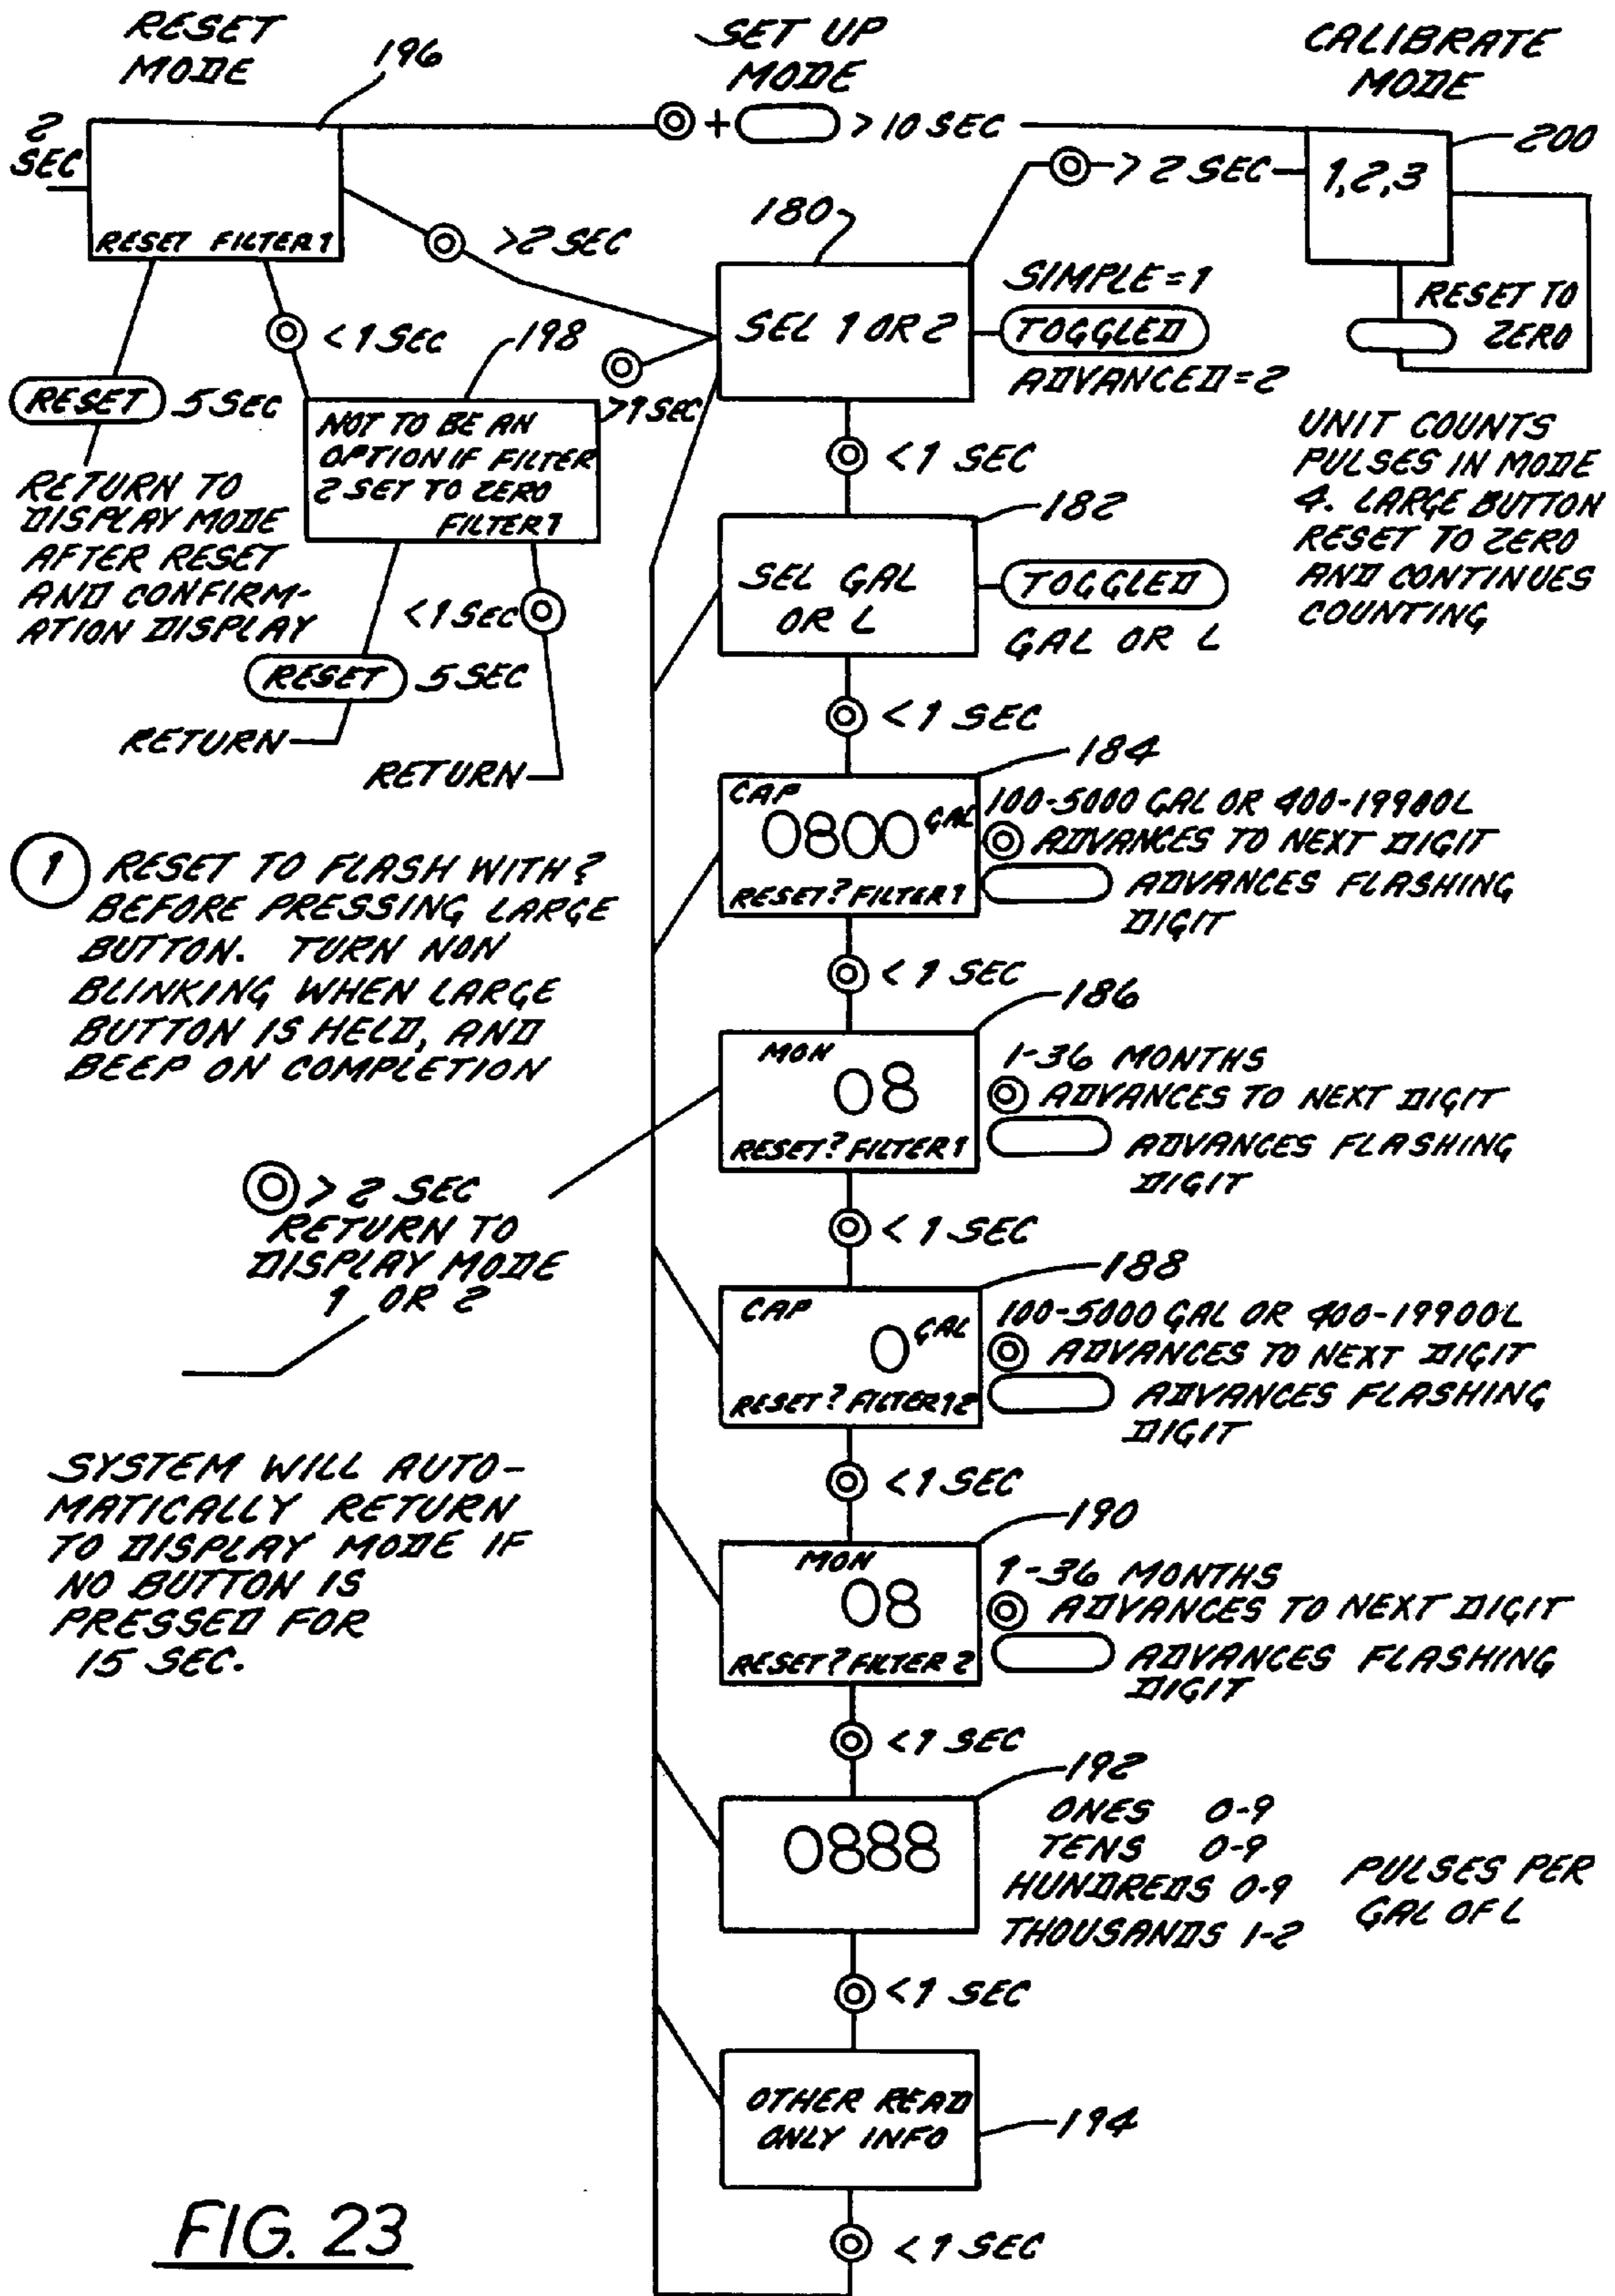 RESET
MODE
196
SET UP
MODE
CALIBRATE
MODE
2
SEC
+ > 10 SEC
200
> 2 SEC
1,2,3
RESET FILTER1
>2 SEC
180
SEL 1 OR 2
SIMPLE=1
TOGGLED
ADVANCED=2
RESET TO
ZERO
<1 SEC
198
>1 SEC
RESET .5 SEC
NOT TO BE AN
OPTION IF FILTER
2 SET TO ZERO
FILTER1
RETURN TO
DISPLAY MODE
AFTER RESET
AND CONFIRM-
ATION DISPLAY
<1 SEC
RESET .5 SEC
RETURN
RETURN
UNIT COUNTS
PULSES IN MODE
4. LARGE BUTTON
RESET TO ZERO
AND CONTINUES
COUNTING
<1 SEC
182
SEL GAL
OR L
TOGGLED
GAL OR L
<1 SEC
184
CAP
0800 GAL
RESET? FILTER1
100-5000 GAL OR 400-19900L
ADVANCES TO NEXT DIGIT
ADVANCES FLASHING
DIGIT
1 RESET TO FLASH WITH?
BEFORE PRESSING LARGE
BUTTON. TURN NON
BLINKING WHEN LARGE
BUTTON IS HELD, AND
BEEP ON COMPLETION
<1 SEC
186
MON
08
RESET? FILTER1
1-36 MONTHS
ADVANCES TO NEXT DIGIT
ADVANCES FLASHING
DIGIT
> 2 SEC
RETURN TO
DISPLAY MODE
1 OR 2
<1 SEC
188
CAP
0 GAL
RESET? FILTER12
100-5000 GAL OR 400-19900L
ADVANCES TO NEXT DIGIT
ADVANCES FLASHING
DIGIT
SYSTEM WILL AUTO-
MATICALLY RETURN
TO DISPLAY MODE IF
NO BUTTON IS
PRESSED FOR
15 SEC.
<1 SEC
190
MON
08
RESET? FILTER 2
1-36 MONTHS
ADVANCES TO NEXT DIGIT
ADVANCES FLASHING
DIGIT
<1 SEC
192
0888
ONES 0-9
TENS 0-9
HUNDREDS 0-9
THOUSANDS 1-2
PULSES PER
GAL OF L
<1 SEC
OTHER READ
ONLY INFO
194
<1 SEC
FIG. 23